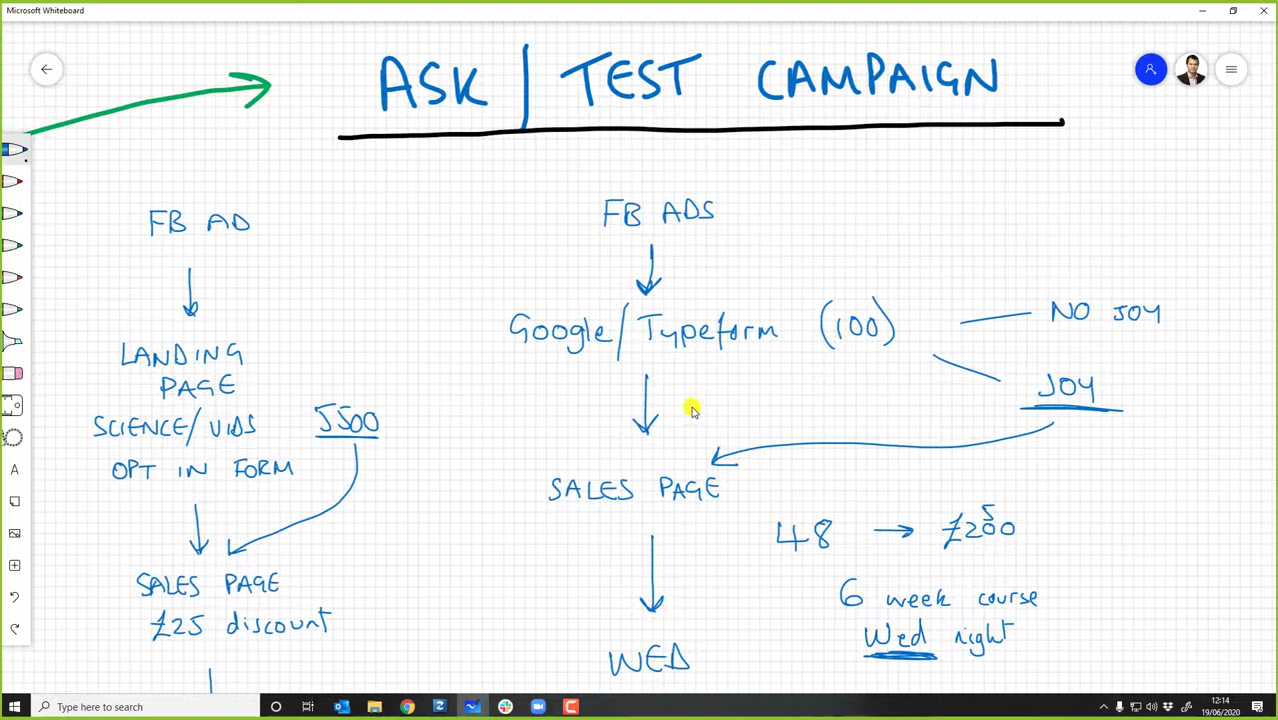 Microsoft Whiteboard
ASK | TEST CAMPAIGN
FB AD
LANDING
PAGE
SCIENCE/VIDS
5500
OPT IN FORM
SALES PAGE
£25 discount
FB ADS
Google/Typeform (100)
NO JOY
JOY
SALES PAGE
48 → £200
5
6 week course
Wed night
WED
A
Type here to search
12:14
19/06/2020